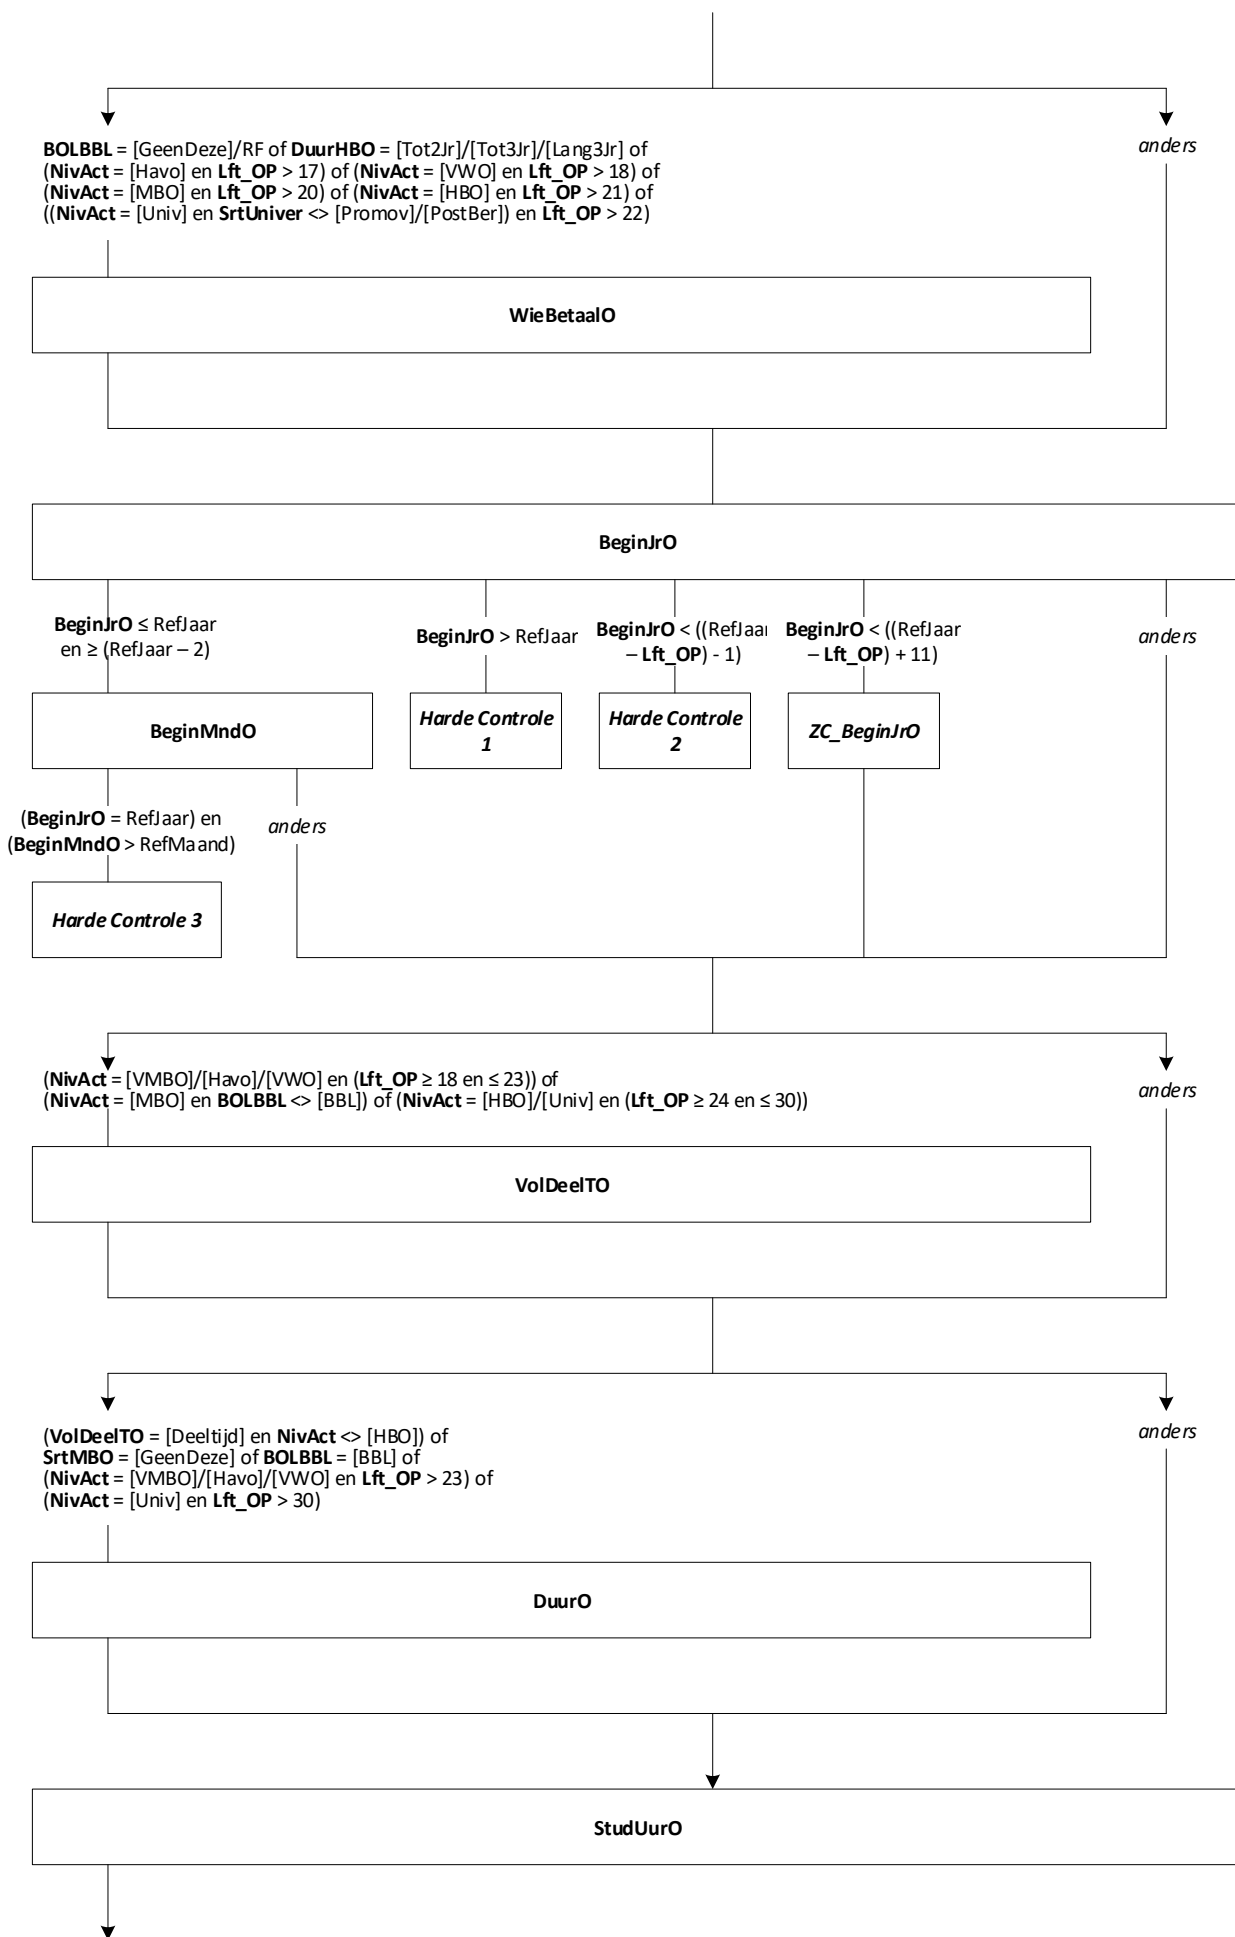 BOLBBL = [GeenDeze]/RF of DuurHBO = [Tot2Jr]/[Tot3Jr]/[Lang3Jr] of
(NivAct = [Havo] en Lft_OP > 17) of (NivAct = [VWO] en Lft_OP > 18) of
(NivAct = [MBO] en Lft_OP > 20) of (NivAct = [HBO] en Lft_OP > 21) of
((NivAct = [Univ] en SrtUniver <> [Promov]/[PostBer]) en Lft_OP > 22)
anders
WieBetaalO
BeginJrO
BeginJrO ≤ RefJaar
en ≥ (RefJaar – 2)
BeginJrO > RefJaar
BeginJrO < ((RefJaar
– Lft_OP) - 1)
BeginJrO < ((RefJaar
– Lft_OP) + 11)
anders
BeginMndO
Harde Controle
1
Harde Controle
2
ZC_BeginJrO
(BeginJrO = RefJaar) en
(BeginMndO > RefMaand)
anders
Harde Controle 3
(NivAct = [VMBO]/[Havo]/[VWO] en (Lft_OP ≥ 18 en ≤ 23)) of
(NivAct = [MBO] en BOLBBL <> [BBL]) of (NivAct = [HBO]/[Univ] en (Lft_OP ≥ 24 en ≤ 30))
anders
VolDeelTO
(VolDeelTO = [Deeltijd] en NivAct <> [HBO]) of
SrtMBO = [GeenDeze] of BOLBBL = [BBL] of
(NivAct = [VMBO]/[Havo]/[VWO] en Lft_OP > 23) of
(NivAct = [Univ] en Lft_OP > 30)
anders
DuurO
StudUurO